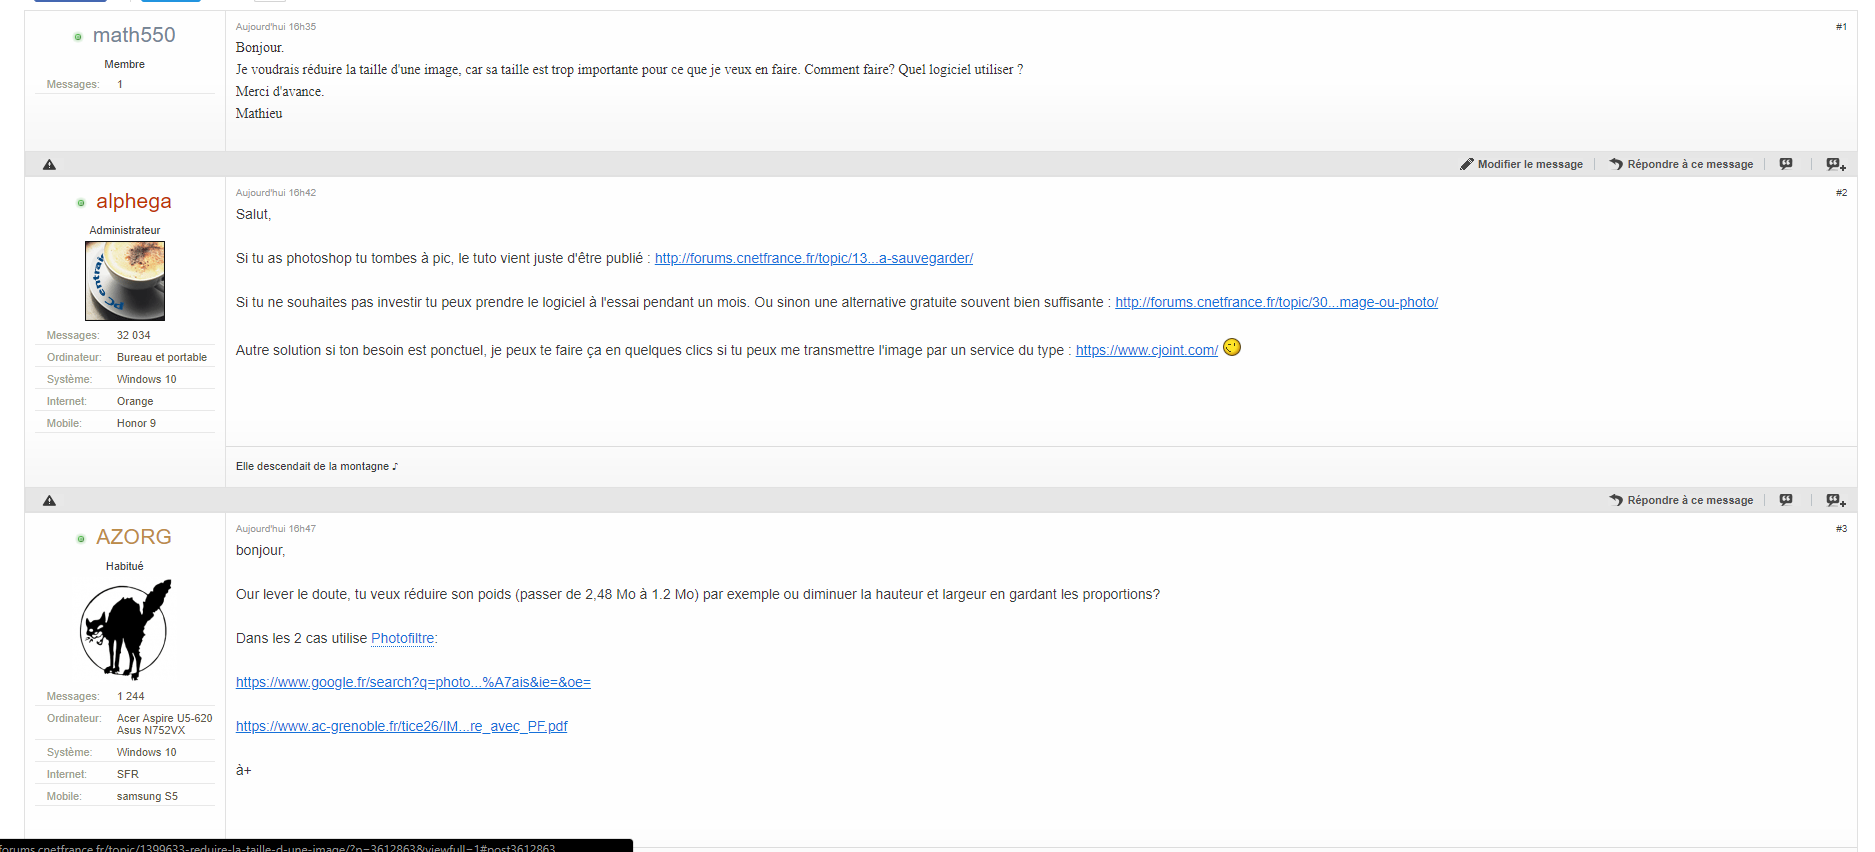 math550
Membre
Messages: 1
Aujourd'hui 16h35
#1
Bonjour.
Je voudrais réduire la taille d'une image, car sa taille est trop importante pour ce que je veux en faire. Comment faire? Quel logiciel utiliser ?
Merci d'avance.
Mathieu
Modifier le message
Répondre à ce message
alphega
Administrateur
PC entrai
Messages: 32 034
Ordinateur: Bureau et portable
Système: Windows 10
Internet: Orange
Mobile: Honor 9
Aujourd'hui 16h42
#2
Salut,
Si tu as photoshop tu tombes à pic, le tuto vient juste d'être publié : http://forums.cnetfrance.fr/topic/13...a-sauvegarder/
Si tu ne souhaites pas investir tu peux prendre le logiciel à l'essai pendant un mois. Ou sinon une alternative gratuite souvent bien suffisante : http://forums.cnetfrance.fr/topic/30...mage-ou-photo/
Autre solution si ton besoin est ponctuel, je peux te faire ça en quelques clics si tu peux me transmettre l'image par un service du type : https://www.cjoint.com/
Elle descendait de la montagne ♪
Répondre à ce message
AZORG
Habitué
Messages: 1 244
Ordinateur: Acer Aspire U5-620
Asus N752VX
Système: Windows 10
Internet: SFR
Mobile: samsung S5
Aujourd'hui 16h47
#3
bonjour,
Our lever le doute, tu veux réduire son poids (passer de 2,48 Mo à 1.2 Mo) par exemple ou diminuer la hauteur et largeur en gardant les proportions?
Dans les 2 cas utilise Photofiltre:
https://www.google.fr/search?q=photo...%A7ais&ie=&oe=
https://www.ac-grenoble.fr/tice26/IM...re_avec_PF.pdf
à+
forums.cnetfrance.fr/topic/1399633-reduire-la-taille-d-une-image/?p=3612863&viewfull=1#post3612863